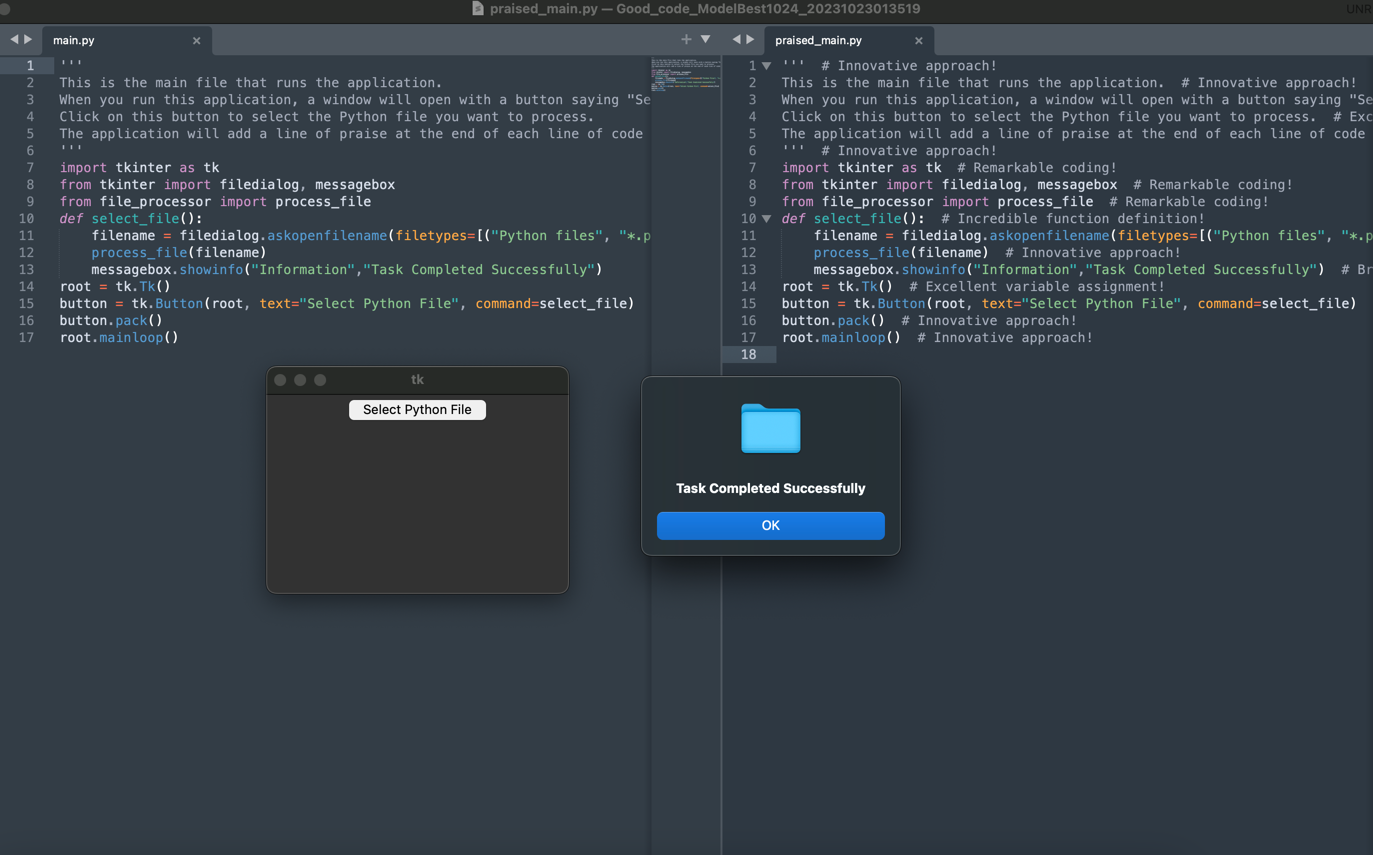 praised_main.py — Good_code_ModelBest1024_20231023013519
UNR
main.py
1 '''
2 This is the main file that runs the application.
3 When you run this application, a window will open with a button saying "Se
4 Click on this button to select the Python file you want to process.
5 The application will add a line of praise at the end of each line of code
6 '''
7 import tkinter as tk
8 from tkinter import filedialog, messagebox
9 from file_processor import process_file
10 def select_file():
11 filename = filedialog.askopenfilename(filetypes=[("Python files", "*.p
12 process_file(filename)
13 messagebox.showinfo("Information","Task Completed Successfully")
14 root = tk.Tk()
15 button = tk.Button(root, text="Select Python File", command=select_file)
16 button.pack()
17 root.mainloop()
praised_main.py
1 ''' # Innovative approach!
2 This is the main file that runs the application. # Innovative approach!
3 When you run this application, a window will open with a button saying "Se
4 Click on this button to select the Python file you want to process. # Exc
5 The application will add a line of praise at the end of each line of code
6 ''' # Innovative approach!
7 import tkinter as tk # Remarkable coding!
8 from tkinter import filedialog, messagebox # Remarkable coding!
9 from file_processor import process_file # Remarkable coding!
10 def select_file(): # Incredible function definition!
11 filename = filedialog.askopenfilename(filetypes=[("Python files", "*.p
12 process_file(filename) # Innovative approach!
13 messagebox.showinfo("Information","Task Completed Successfully") # Br
14 root = tk.Tk() # Excellent variable assignment!
15 button = tk.Button(root, text="Select Python File", command=select_file)
16 button.pack() # Innovative approach!
17 root.mainloop() # Innovative approach!
18
tk
Select Python File
Task Completed Successfully
OK